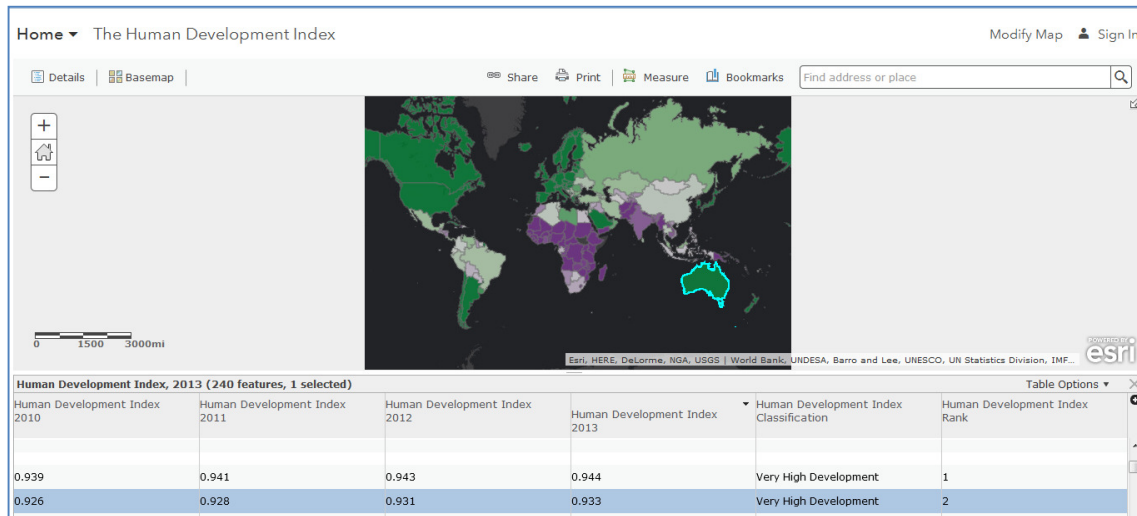 Home ▾ The Human Development Index Modify Map Sign In
Details Basemap Share Print Measure Bookmarks Find address or place
+
−
0 1500 3000mi
Esri, HERE, DeLorme, NGA, USGS | World Bank, UNDESA, Barro and Lee, UNESCO, UN Statistics Division, IMF...
POWERED BY
esri
Human Development Index, 2013 (240 features, 1 selected) Table Options ▾
Human Development Index 2010 Human Development Index 2011 Human Development Index 2012 Human Development Index 2013 Human Development Index Classification Human Development Index Rank
0.939 0.941 0.943 0.944 Very High Development 1
0.926 0.928 0.931 0.933 Very High Development 2